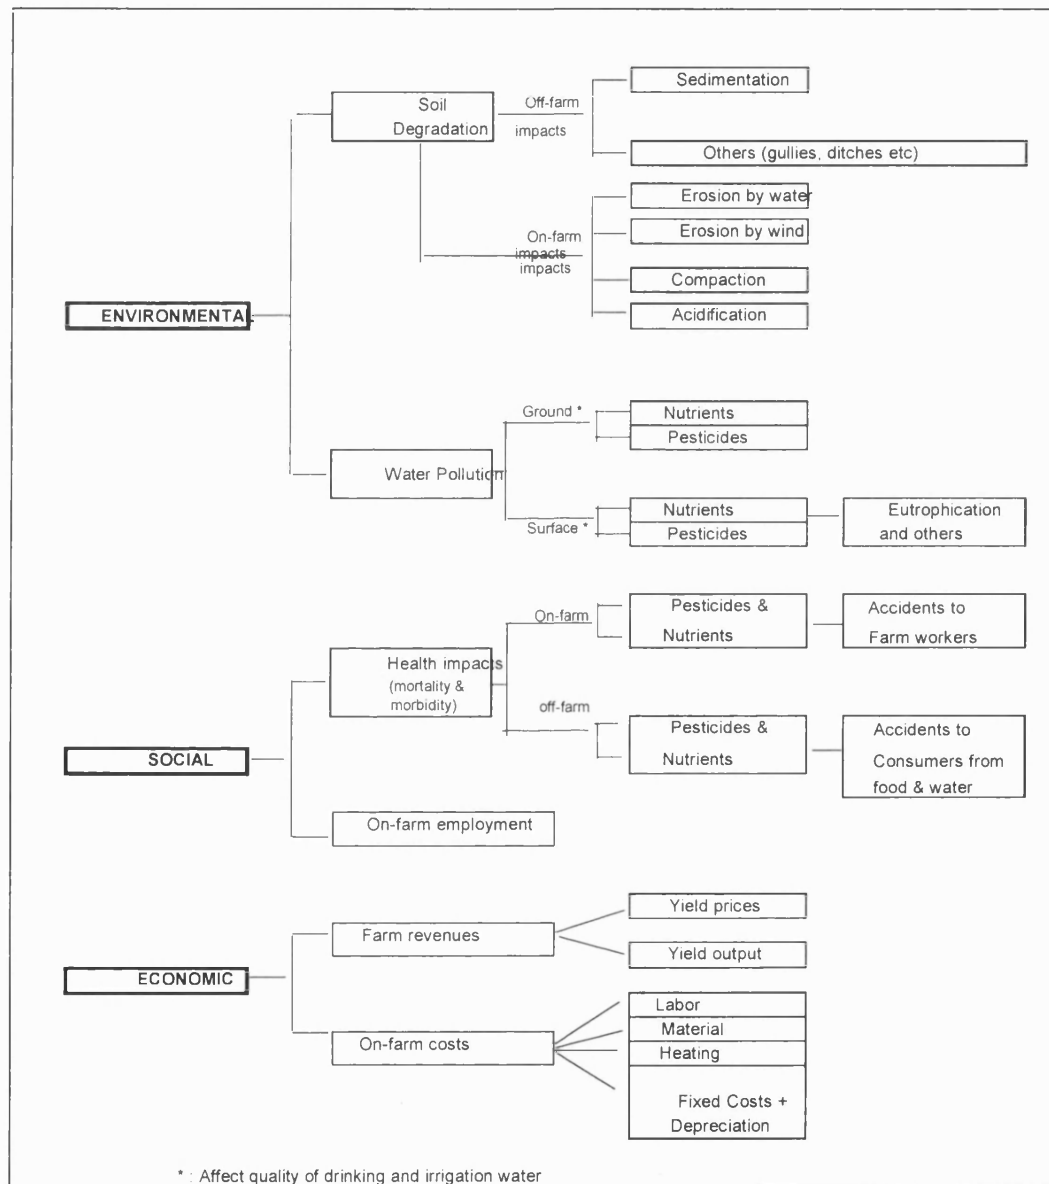 Sedimentation
Soil
Degradation
Off-farm
impacts
Others (gullies, ditches etc)
Erosion by water
Erosion by wind
On-farm
impacts
impacts
Compaction
Acidification
ENVIRONMENTAL
Ground *
Nutrients
Pesticides
Water Pollution
Surface *
Nutrients
Pesticides
Eutrophication
and others
On-farm
Pesticides &
Nutrients
Accidents to
Farm workers
Health impacts
(mortality &
morbidity)
off-farm
Pesticides &
Nutrients
Accidents to
Consumers from
food & water
SOCIAL
On-farm employment
Farm revenues
Yield prices
Yield output
ECONOMIC
On-farm costs
Labor
Material
Heating
Fixed Costs +
Depreciation
* : Affect quality of drinking and irrigation water